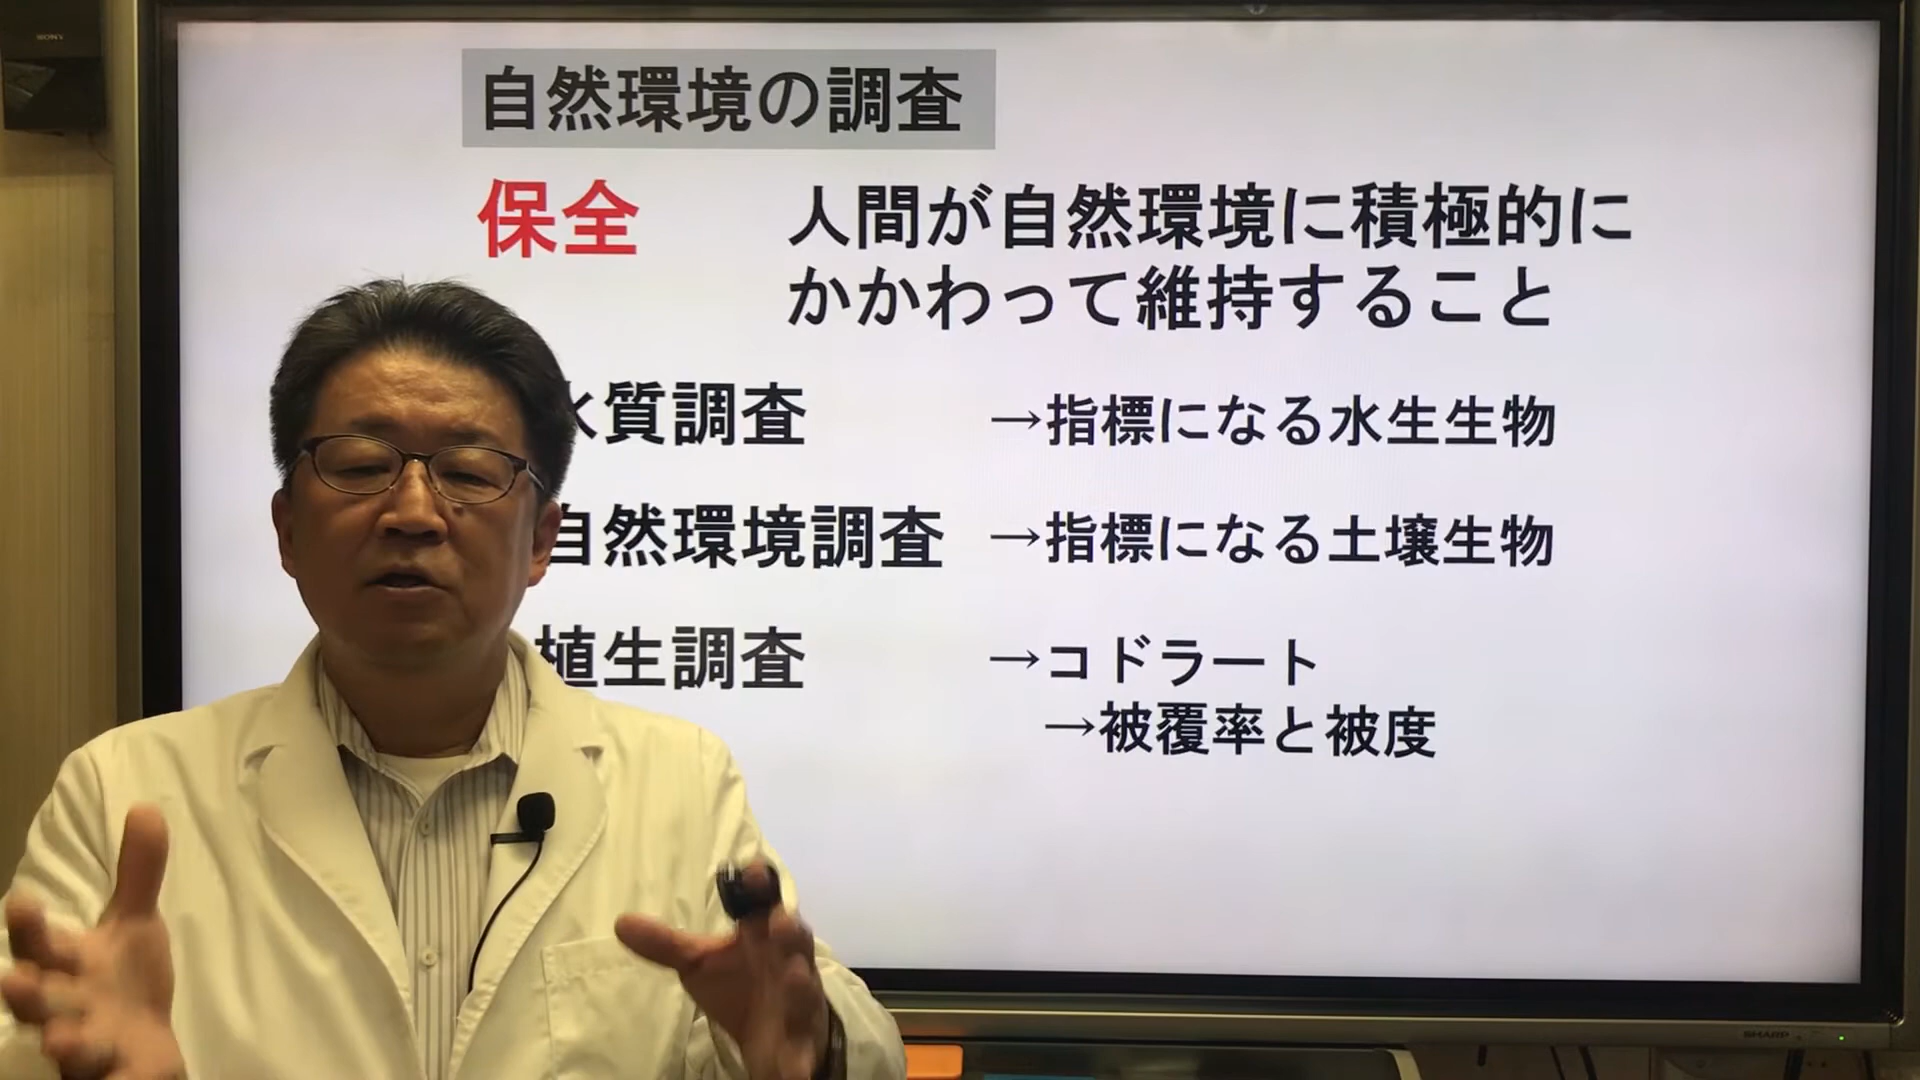 自然環境の調査
保全 人間が自然環境に積極的に
かかわって維持すること
水質調査 →指標になる水生生物
自然環境調査 →指標になる土壌生物
植生調査 →コドラート
→被覆率と被度
SONY
SHARP